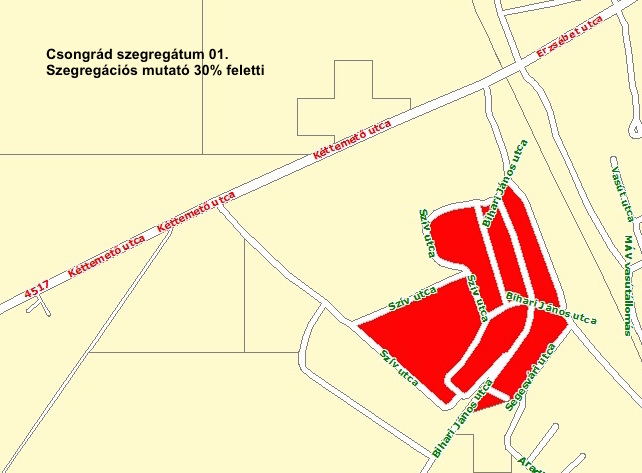 Csongrád szegregátum 01.
Szegregációs mutató 30% feletti
Erzsébet utca
Kéttemető utca
Bihari János utca
Vasút utca
Kéttemető utca
Szív utca
MÁV vasútállomás
Kéttemető utca
4517
Szív utca
Szív utca
Bihari János utca
Szív utca
Segesvári utca
Bihari János utca